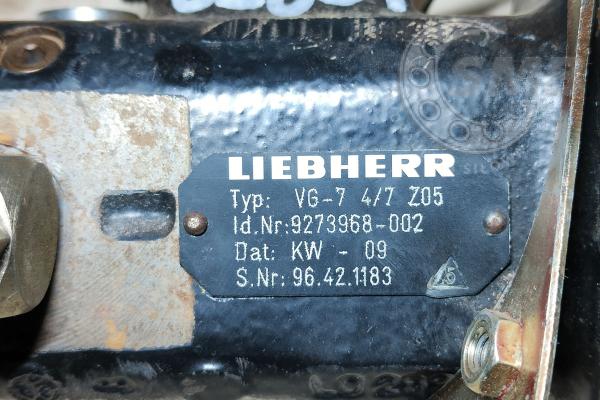 LIEBHERR
Typ: VG-7 4/7 Z05
Id.Nr:9273968-002
Dat: KW - 09
S.Nr: 96.42.1183